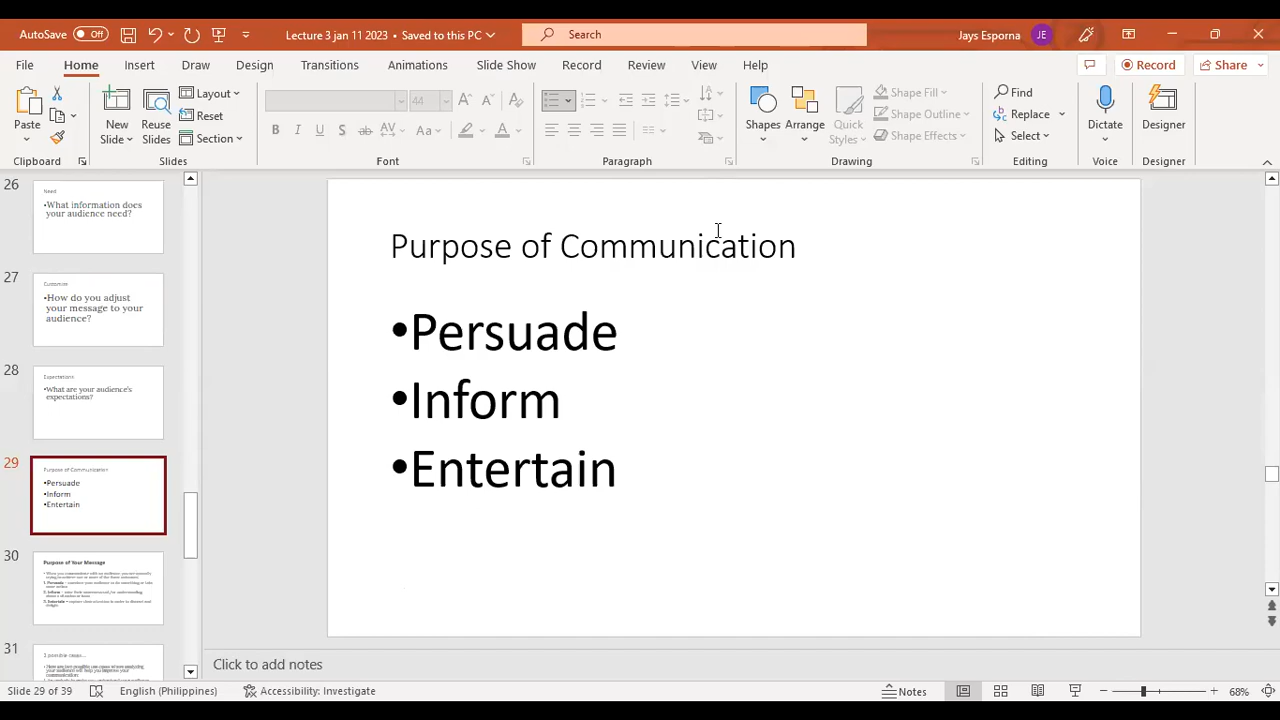 AutoSave Off Lecture 3 jan 11 2023 • Saved to this PC Search Jays Esporna JE
File Home Insert Draw Design Transitions Animations Slide Show Record Review View Help Record Share
Paste New Slide Reuse Slides Layout Reset Section 44 Shapes Arrange Quick Styles Shape Fill Shape Outline Shape Effects Find Replace Select Dictate Designer
Clipboard Slides Font Paragraph Drawing Editing Voice Designer
26
Need
•What information does
your audience need?
27
Customize
•How do you adjust
your message to your
audience?
28
Expectations
•What are your audience's
expectations?
29
Purpose of Communication
•Persuade
•Inform
•Entertain
30
Purpose of Your Message
31
Purpose of Communication
•Persuade
•Inform
•Entertain
Click to add notes
Slide 29 of 39 English (Philippines) Accessibility: Investigate Notes 68%